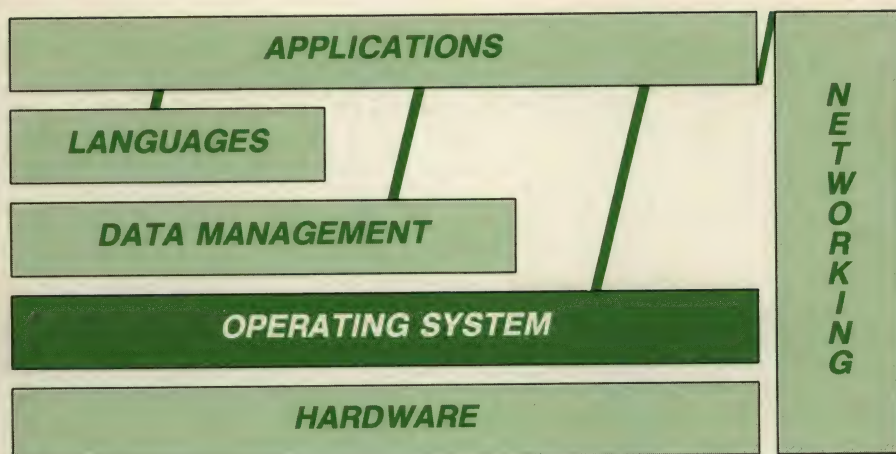 APPLICATIONS
LANGUAGES
DATA MANAGEMENT
OPERATING SYSTEM
HARDWARE
NETWORKING